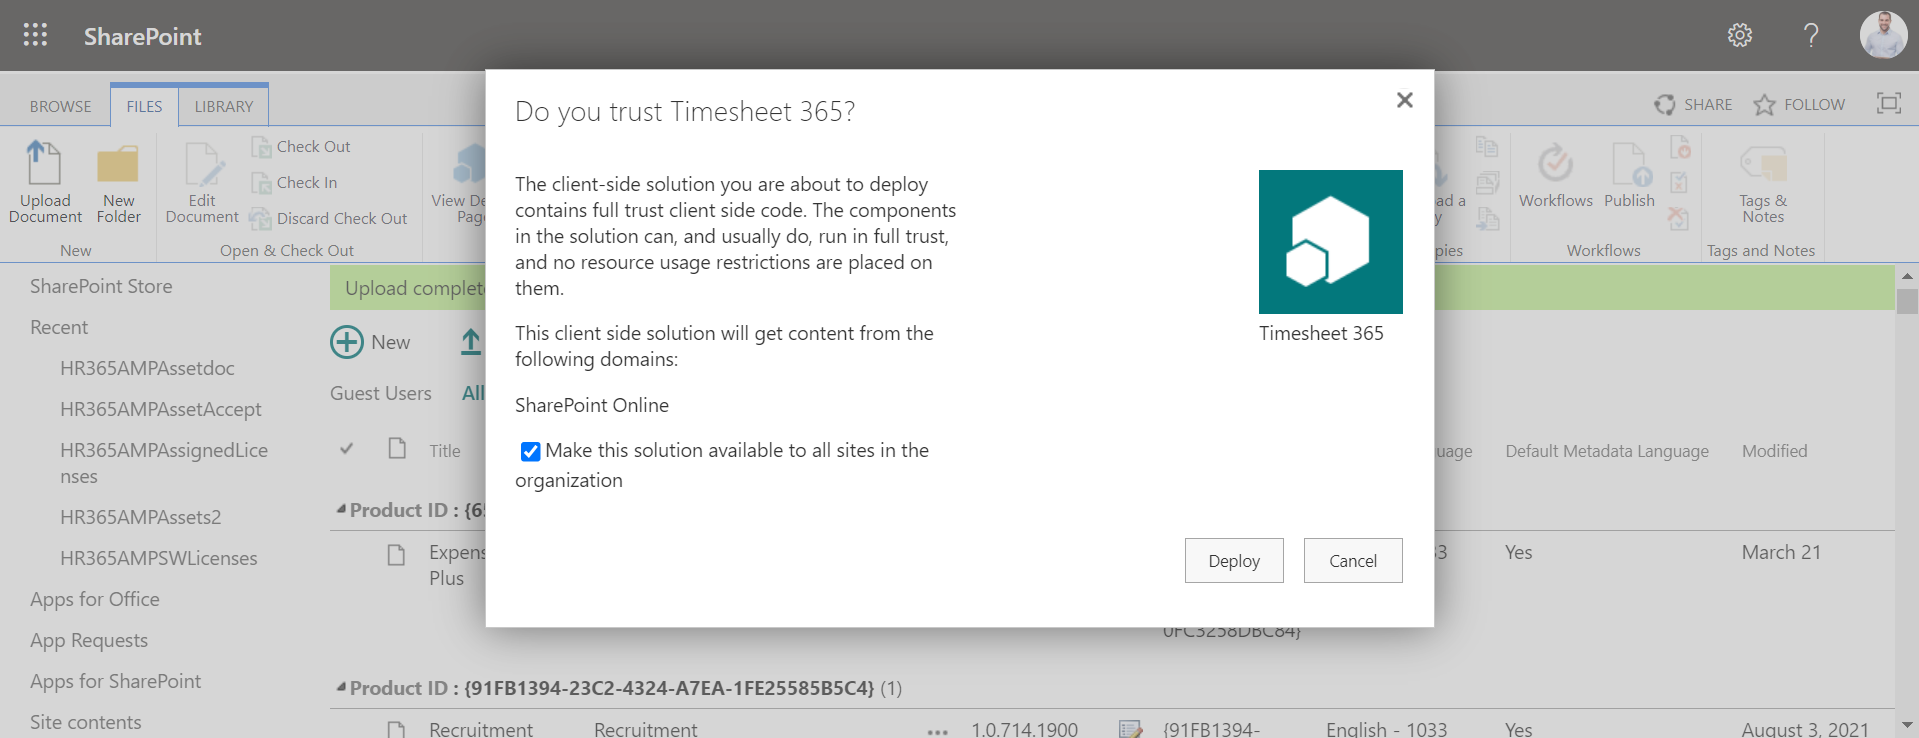 SharePoint
?
BROWSE
FILES
LIBRARY
SHARE
FOLLOW
Upload
Document
New
Folder
New
Edit
Document
Check Out
Check In
Discard Check Out
Open & Check Out
View De
Page
ad a
y
pies
Workflows
Publish
Workflows
Tags &
Notes
Tags and Notes
Do you trust Timesheet 365?
The client-side solution you are about to deploy
contains full trust client side code. The components
in the solution can, and usually do, run in full trust,
and no resource usage restrictions are placed on
them.
This client side solution will get content from the
following domains:
SharePoint Online
Make this solution available to all sites in the
organization
Timesheet 365
Deploy
Cancel
SharePoint Store
Recent
HR365AMPAssetdoc
HR365AMPAssetAccept
HR365AMPAssignedLice
nses
HR365AMPAssets2
HR365AMPSWLicenses
Apps for Office
App Requests
Apps for SharePoint
Site contents
Upload complet
New
Guest Users
All
Title
uage
Default Metadata Language
Modified
Product ID : {65
Expens
Plus
33
Yes
March 21
0FC3258DBC84}
Product ID : {91FB1394-23C2-4324-A7EA-1FE25585B5C4} (1)
Recruitment
Recruitment
...
1.0.714.1900
{91FB1394-
English - 1033
Yes
August 3, 2021